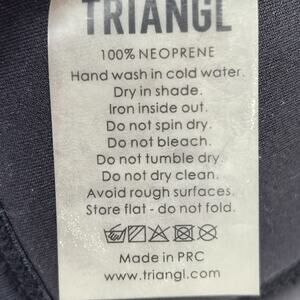 TRIANGL
100% NEOPRENE
Hand wash in cold water.
Dry in shade.
Iron inside out.
Do not spin dry.
Do not bleach.
Do not tumble dry.
Do not dry clean.
Avoid rough surfaces.
Store flat - do not fold.
Made in PRC
www.triangl.com